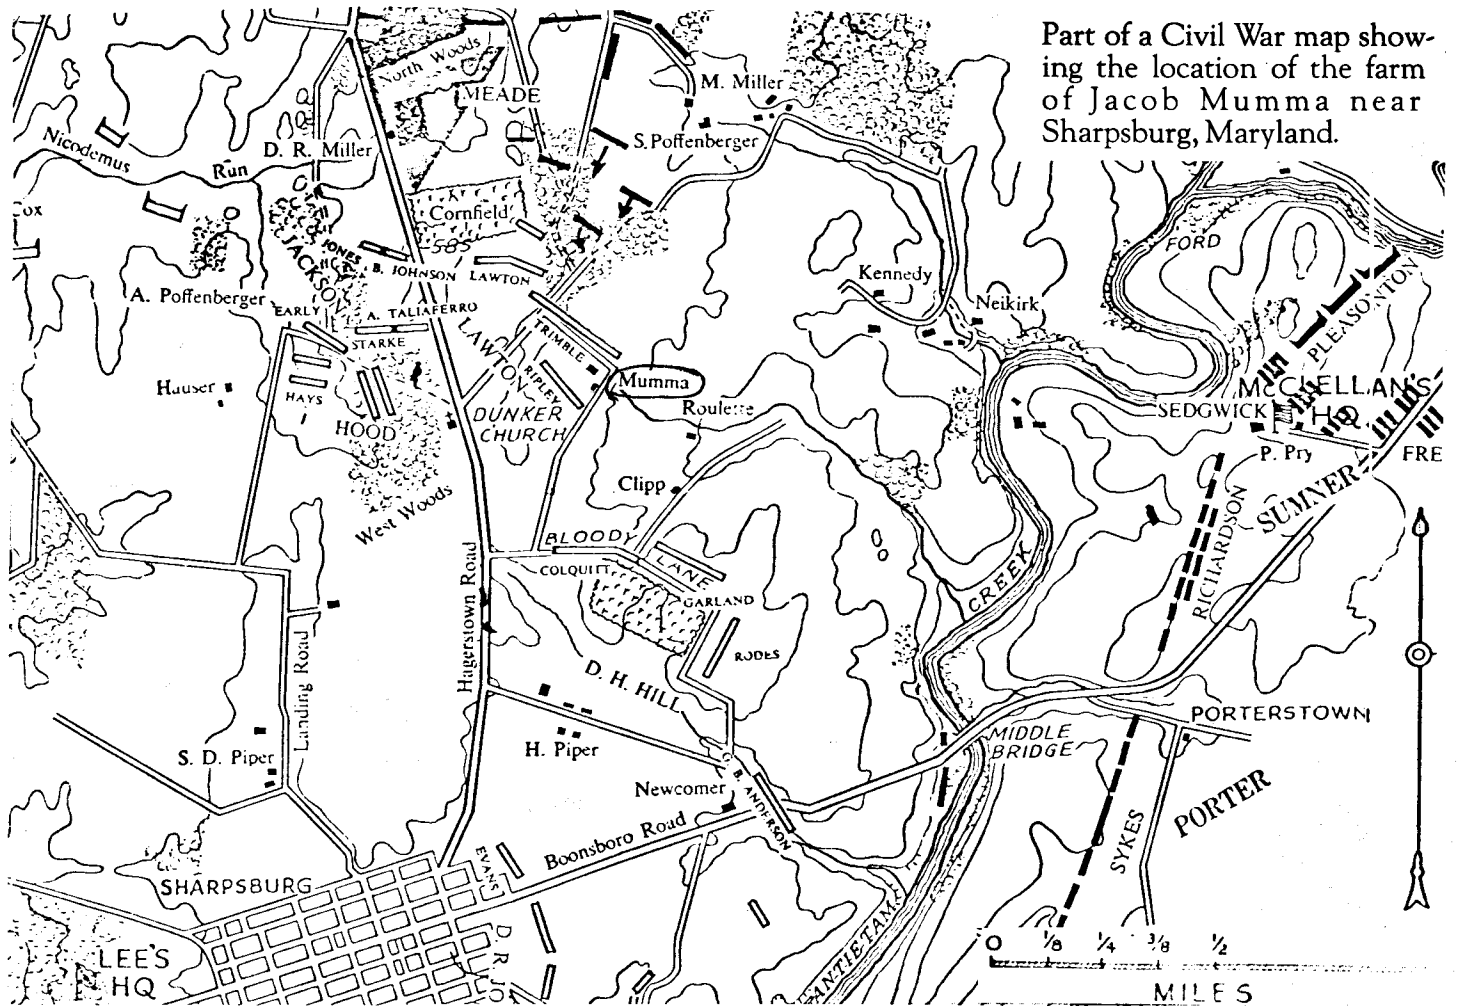 Part of a Civil War map show-
ing the location of the farm
of Jacob Mumma near
Sharpsburg, Maryland.
North Woods
MEADE
M. Miller
S. Poffenberger
Nicodemus
Run
D. R. Miller
Cornfield
FORD
JONES
JACKSON
B. JOHNSON
LAWTON
Kennedy
Neikirk
PLEASONTON
A. Poffenberger
EARLY
A. TALIAFERRO
STARKE
LAWTON
TRIMBLE
RIPLEY
Mumma
Hauser
HAYS
HOOD
DUNKER
CHURCH
Roulette
McCLELLAN'S
HQ
SEDGWICK
P. Pry
FRE
SUMNER
RICHARDSON
Clipp
West Woods
BLOODY
LANE
COLQUITT
GARLAND
RODES
CREEK
Hagerstown Road
Landing Road
D. H. HILL
S. D. Piper
H. Piper
Newcomer
G. B. ANDERSON
MIDDLE
BRIDGE
PORTERSTOWN
PORTER
SYKES
Boonsboro Road
EVANS
SHARPSBURG
LEE'S
HQ
D. R. JO
ANTIETAM
0 1/8 1/4 3/8 1/2
MILES